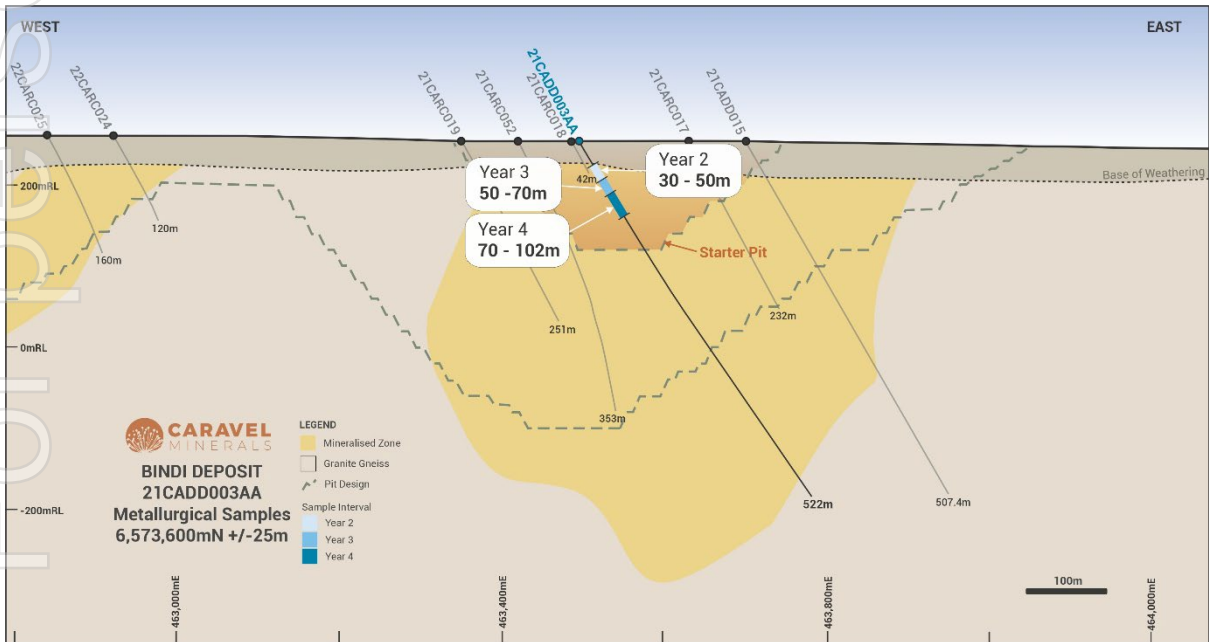 WEST
EAST
22CARC025
22CARC024
21CARC019
21CARC052
21CARC018
21CADD003AA
21CARC017
21CADD015
Year 3
50 -70m
42m
Year 2
30 - 50m
Base of Weathering
200mRL
Year 4
70 - 102m
Starter Pit
120m
160m
251m
232m
0mRL
353m
CARAVEL
MINERALS
BINDI DEPOSIT
21CADD003AA
Metallurgical Samples
6,573,600mN +/-25m
LEGEND
Mineralised Zone
Granite Gneiss
Pit Design
Sample Interval
Year 2
Year 3
Year 4
-200mRL
522m
507.4m
463,000mE
463,400mE
463,800mE
464,000mE
100m